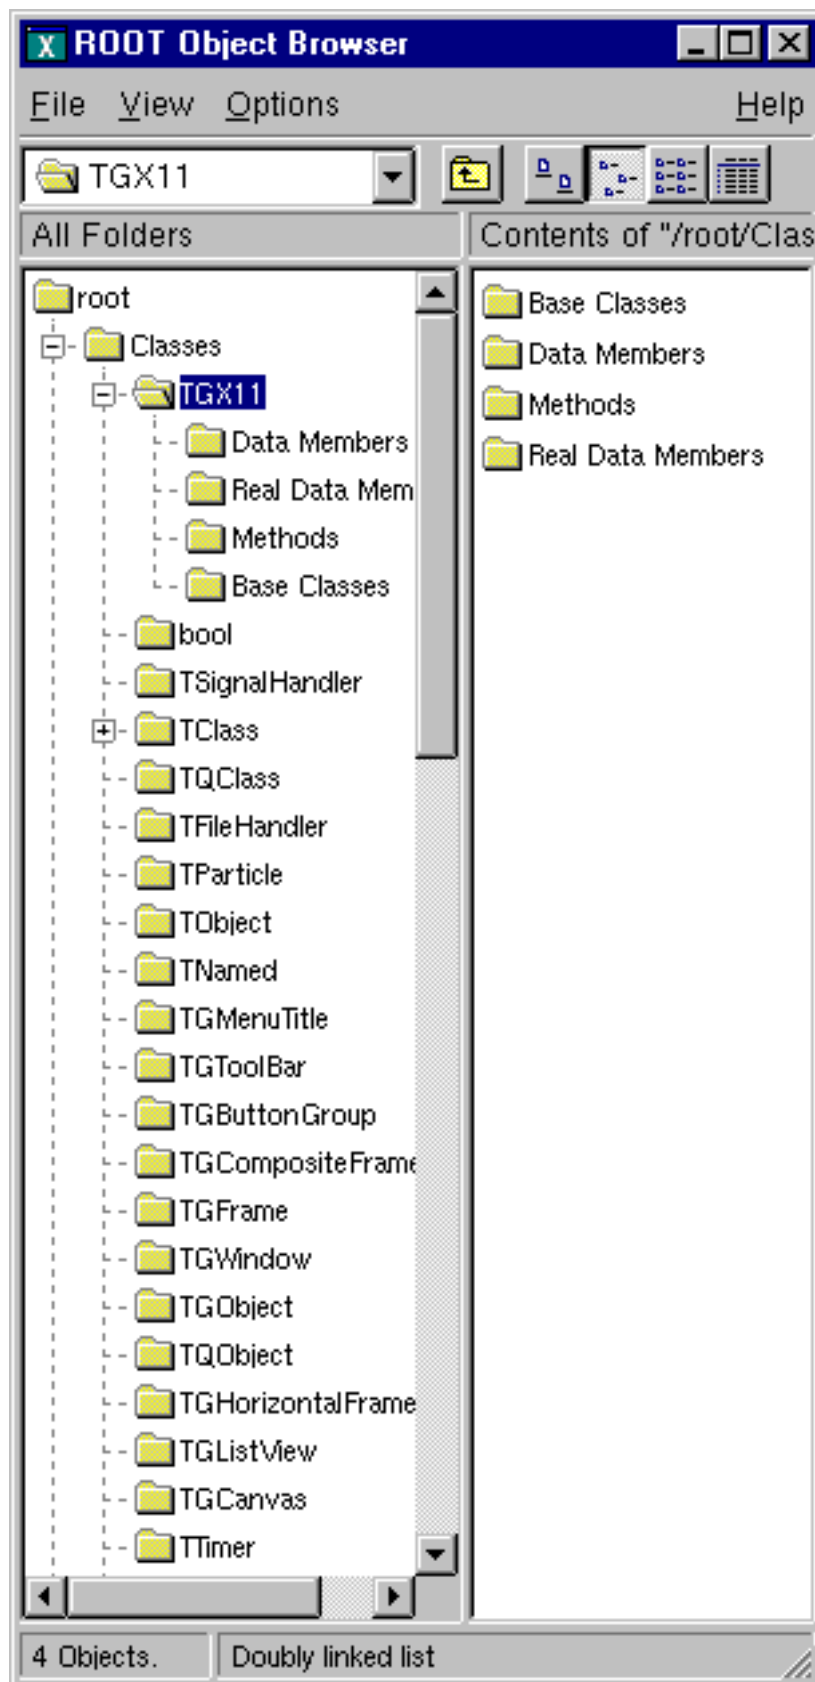 ROOT Object Browser
File View Options Help
TGX11
All Folders
Contents of "/root/Clas
root
Classes
TGX11
Data Members
Real Data Mem
Methods
Base Classes
bool
TSignalHandler
TClass
TQClass
TFileHandler
TParticle
TObject
TNamed
TGMenuTitle
TGToolBar
TGButtonGroup
TGCompositeFrame
TGFrame
TGWindow
TGObject
TQObject
TGHorizontalFrame
TGListView
TGCanvas
TTimer
Base Classes
Data Members
Methods
Real Data Members
4 Objects.
Doubly linked list